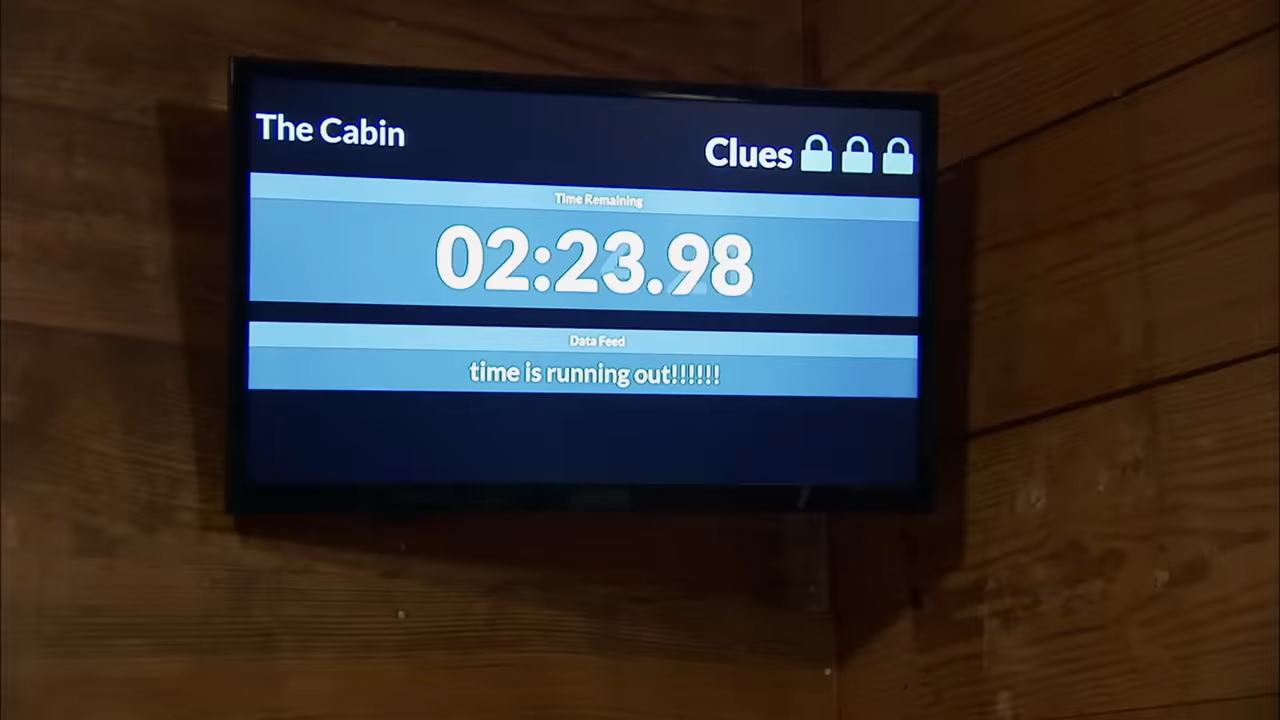 The Cabin
Clues
Time Remaining
02:23.98
Data Feed
time is running out!!!!!!